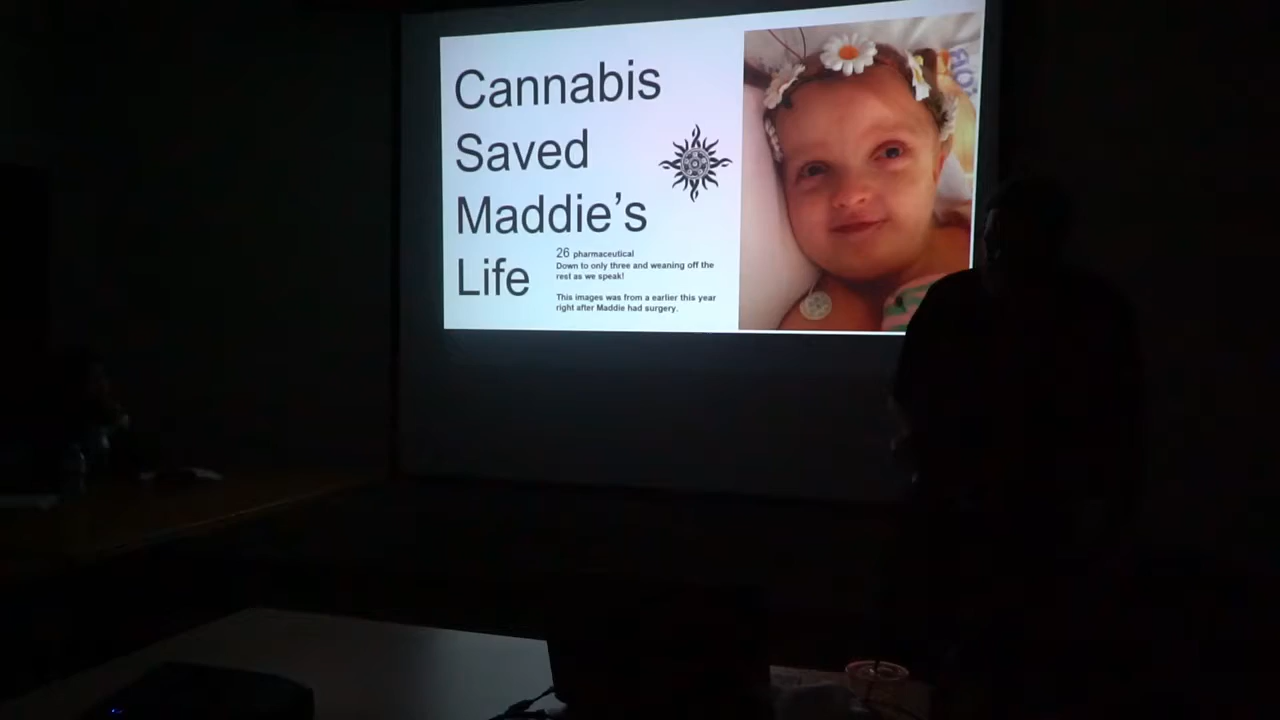 Cannabis
Saved
Maddie's
Life
26 pharmaceutical
Down to only three and weaning off the
rest as we speak!
This images was from a earlier this year
right after Maddie had surgery.